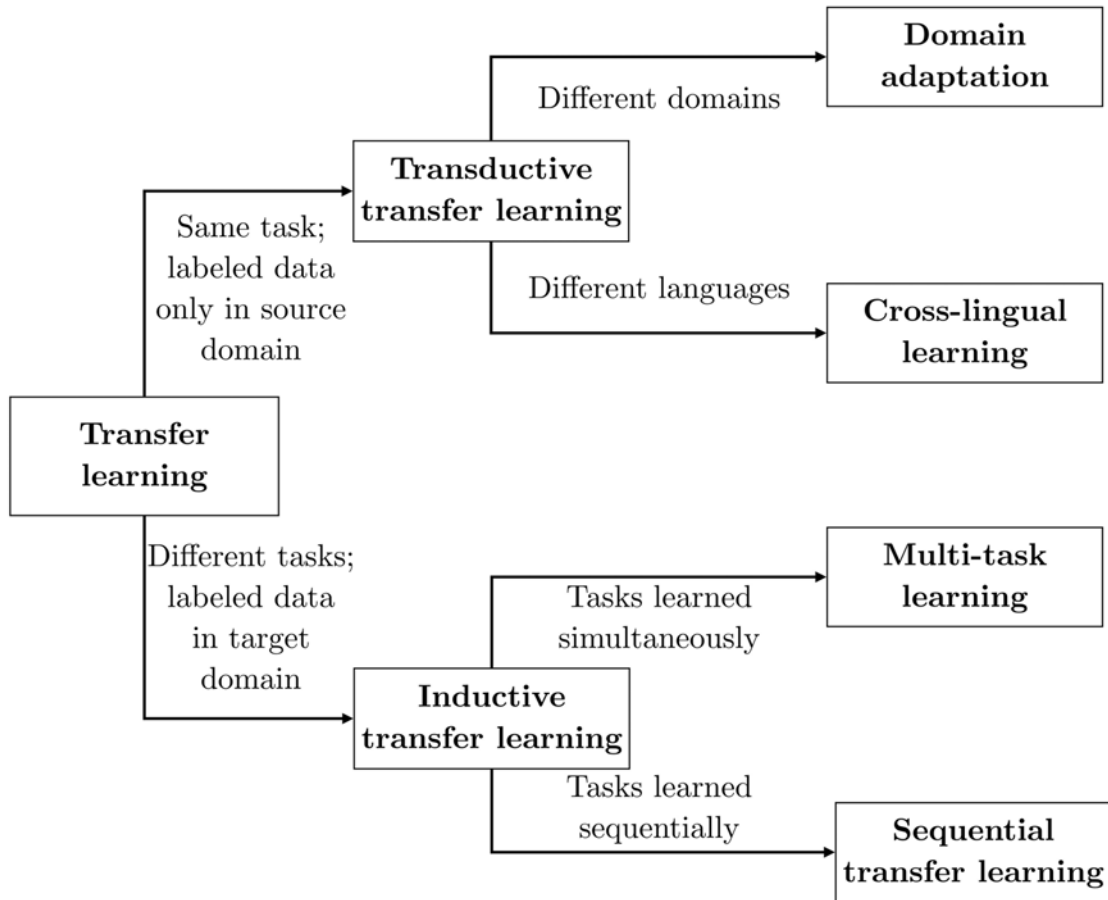 Domain
adaptation
Different domains
Transductive
transfer learning
Same task;
labeled data
only in source
domain
Different languages
Cross-lingual
learning
Transfer
learning
Different tasks;
labeled data
in target
domain
Multi-task
learning
Tasks learned
simultaneously
Inductive
transfer learning
Tasks learned
sequentially
Sequential
transfer learning